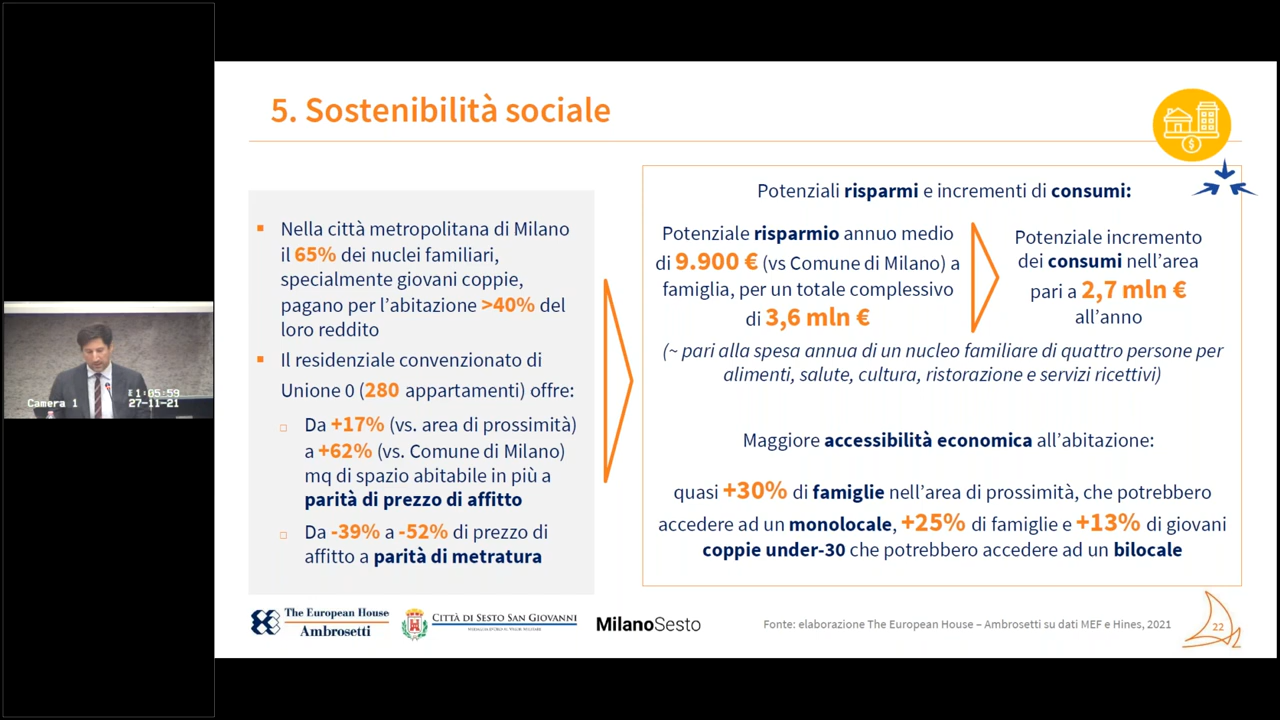 5. Sostenibilità sociale
Nella città metropolitana di Milano
il 65% dei nuclei familiari,
specialmente giovani coppie,
pagano per l'abitazione >40% del
loro reddito
Il residenziale convenzionato di
Unione 0 (280 appartamenti) offre:
Da +17% (vs. area di prossimità)
a +62% (vs. Comune di Milano)
mq di spazio abitabile in più a
parità di prezzo di affitto
Da -39% a -52% di prezzo di
affitto a parità di metratura
Potenziali risparmi e incrementi di consumi:
Potenziale risparmio annuo medio
di 9.900 € (vs Comune di Milano) a
famiglia, per un totale complessivo
di 3,6 mln €
Potenziale incremento
dei consumi nell'area
pari a 2,7 mln €
all'anno
(~ pari alla spesa annua di un nucleo familiare di quattro persone per
alimenti, salute, cultura, ristorazione e servizi ricettivi)
Maggiore accessibilità economica all'abitazione:
quasi +30% di famiglie nell'area di prossimità, che potrebbero
accedere ad un monolocale, +25% di famiglie e +13% di giovani
coppie under-30 che potrebbero accedere ad un bilocale
Camera 1
1:05:59
27-11-21
The European House
Ambrosetti
CITTÀ DI SESTO SAN GIOVANNI
MilanoSesto
Fonte: elaborazione The European House – Ambrosetti su dati MEF e Hines, 2021
22